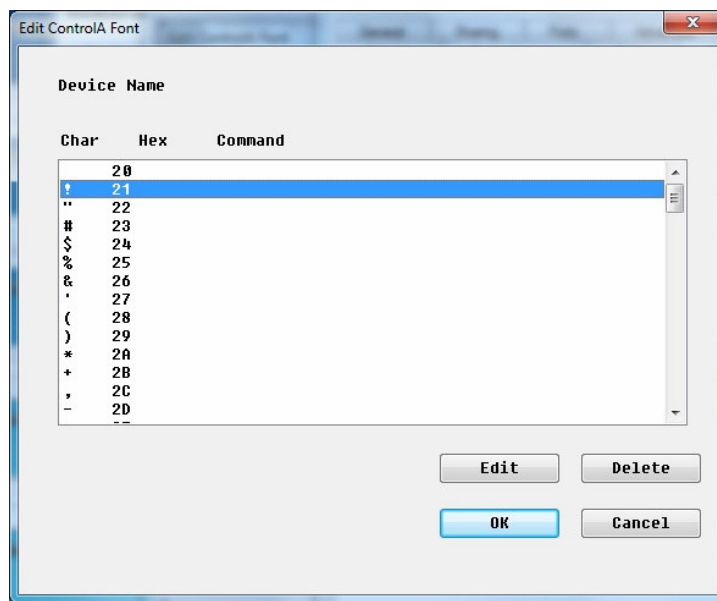 Edit ControlA Font
Device Name
Char Hex Command
20
! 21
" 22
# 23
$ 24
% 25
& 26
' 27
( 28
) 29
* 2A
+ 2B
, 2C
- 2D
Edit Delete
OK Cancel